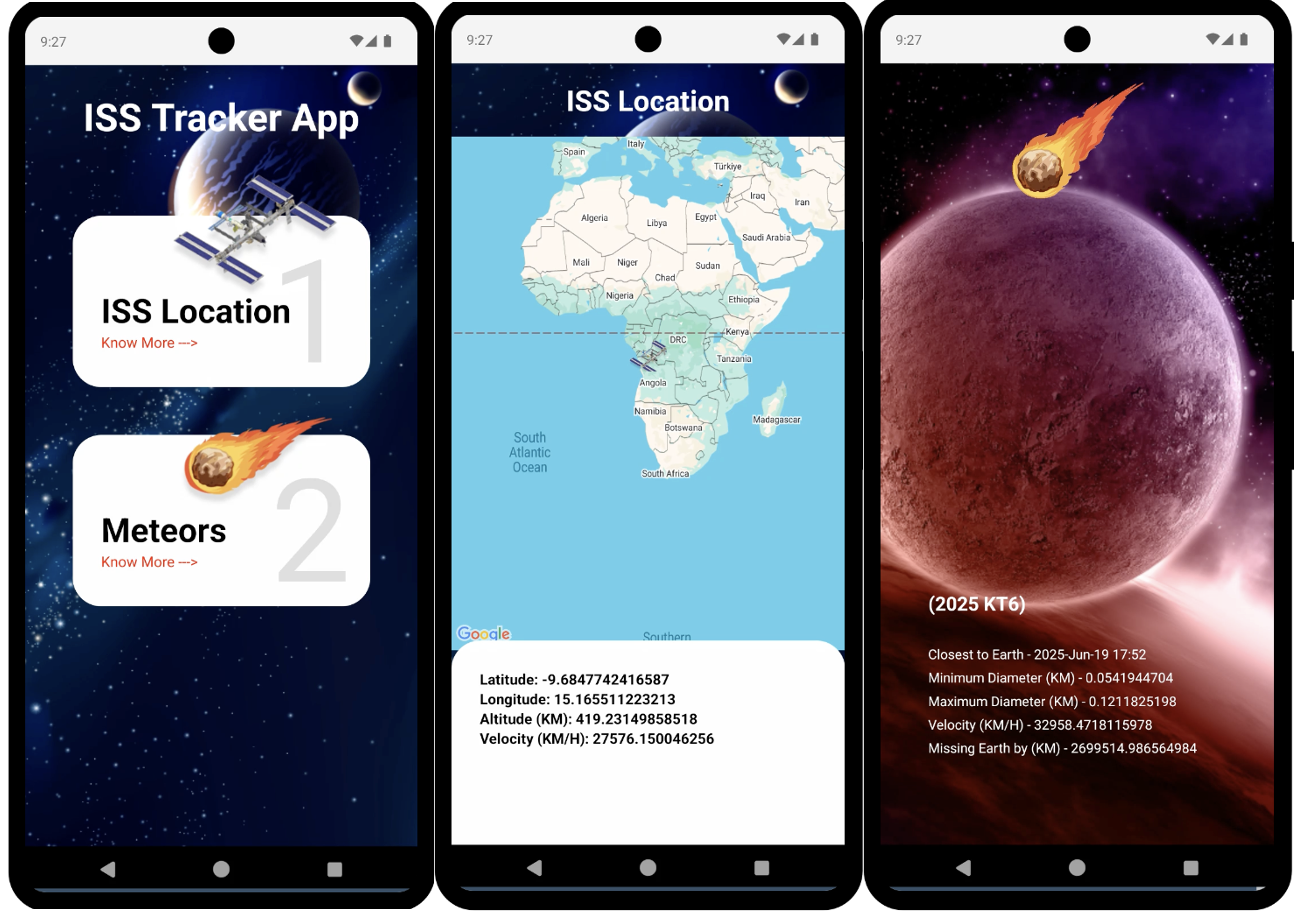 9:27
ISS Tracker App
1
ISS Location
Know More --->
2
Meteors
Know More --->
9:27
ISS Location
Italy
Spain
Türkiye
Iraq
Iran
Algeria
Libya
Egypt
Saudi Arabia
Mali
Niger
Chad
Sudan
Nigeria
Ethiopia
DRC
Kenya
Tanzania
Angola
Namibia
Botswana
Madagascar
South
Atlantic
Ocean
South Africa
Google
Southern
Latitude: -9.6847742416587
Longitude: 15.165511223213
Altitude (KM): 419.23149858518
Velocity (KM/H): 27576.150046256
9:27
(2025 KT6)
Closest to Earth - 2025-Jun-19 17:52
Minimum Diameter (KM) - 0.0541944704
Maximum Diameter (KM) - 0.1211825198
Velocity (KM/H) - 32958.4718115978
Missing Earth by (KM) - 2699514.986564984